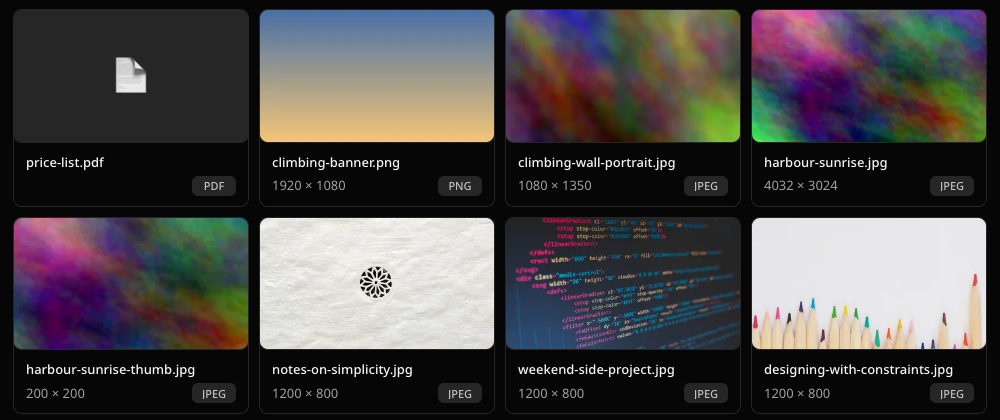 price-list.pdf
PDF
climbing-banner.png
1920 × 1080
PNG
climbing-wall-portrait.jpg
1080 × 1350
JPEG
harbour-sunrise.jpg
4032 × 3024
JPEG
harbour-sunrise-thumb.jpg
200 × 200
JPEG
notes-on-simplicity.jpg
1200 × 800
JPEG
weekend-side-project.jpg
1200 × 800
JPEG
designing-with-constraints.jpg
1200 × 800
JPEG